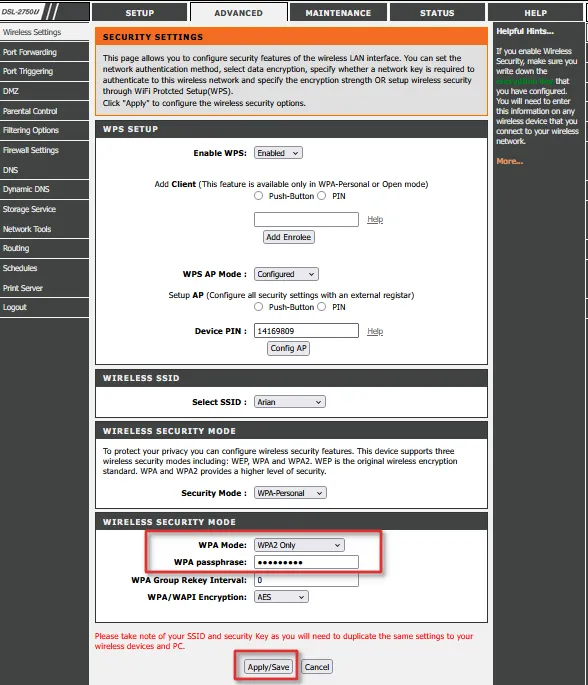 DSL-2750U
SETUP
ADVANCED
MAINTENANCE
STATUS
HELP
Wireless Settings
Port Forwarding
Port Triggering
DMZ
Parental Control
Filtering Options
Firewall Settings
DNS
Dynamic DNS
Storage Service
Network Tools
Routing
Schedules
Print Server
Logout
SECURITY SETTINGS
This page allows you to configure security features of the wireless LAN interface. You can set the
network authentication method, select data encryption, specify whether a network key is required to
authenticate to this wireless network and specify the encryption strength OR setup wireless security
through WiFi Protcted Setup(WPS).
Click "Apply" to configure the wireless security options.
WPS SETUP
Enable WPS: Enabled
Add Client (This feature is available only in WPA-Personal or Open mode)
Push-Button PIN
Help
Add Enrolee
WPS AP Mode : Configured
Setup AP (Configure all security settings with an external registar)
Push-Button PIN
Device PIN : 14169809 Help
Config AP
WIRELESS SSID
Select SSID : Arian
WIRELESS SECURITY MODE
To protect your privacy you can configure wireless security features. This device supports three
wireless security modes including: WEP, WPA and WPA2. WEP is the original wireless encryption
standard. WPA and WPA2 provides a higher level of security.
Security Mode : WPA-Personal
WIRELESS SECURITY MODE
WPA Mode: WPA2 Only
WPA passphrase: ●●●●●●●●●
WPA Group Rekey Interval: 0
WPA/WAPI Encryption: AES
Please take note of your SSID and security Key as you will need to duplicate the same settings to your
wireless devices and PC.
Apply/Save Cancel
Helpful Hints...
If you enable Wireless
Security, make sure you
write down the
that
you have configured.
You will need to enter
this information on any
wireless device that you
connect to your wireless
network.
More...